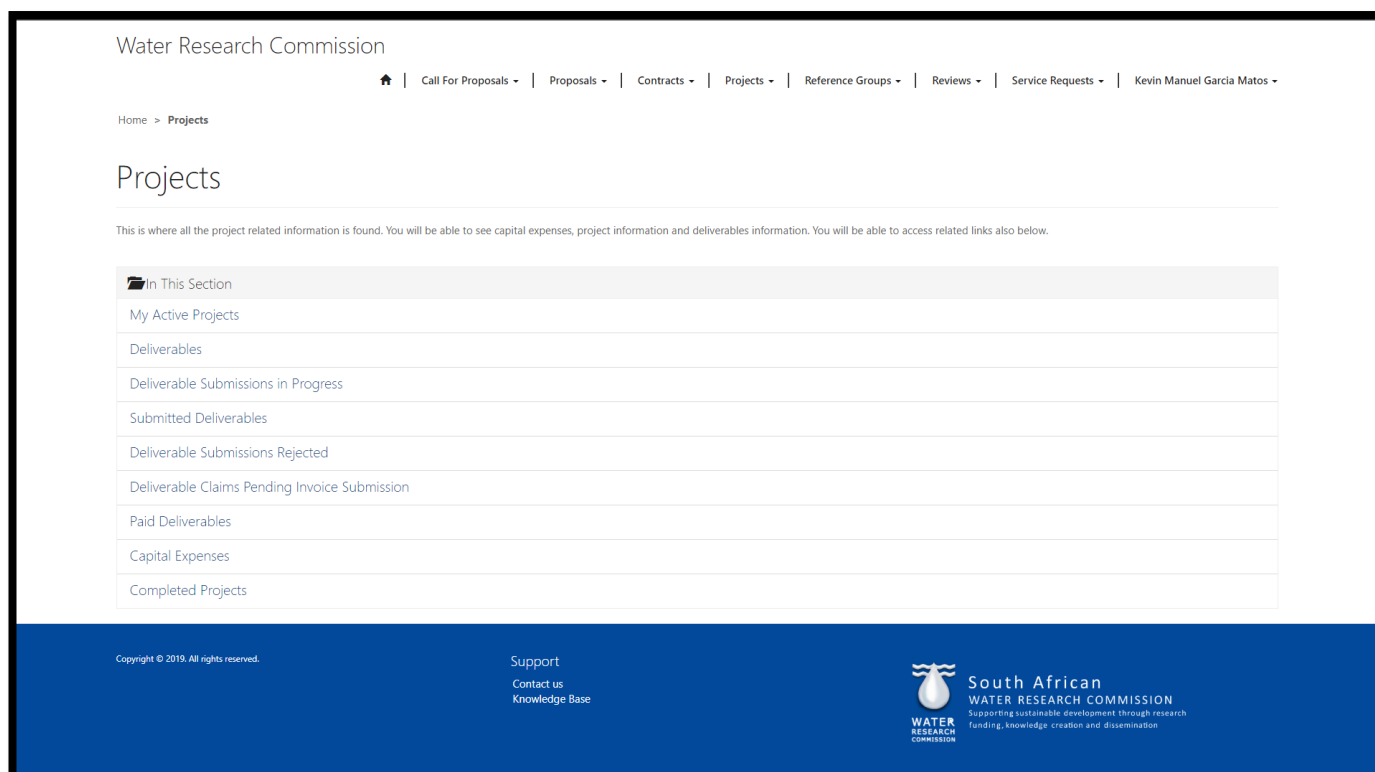 Water Research Commission
Call For Proposals
Proposals
Contracts
Projects
Reference Groups
Reviews
Service Requests
Kevin Manuel Garcia Matos
Home > Projects
Projects
This is where all the project related information is found. You will be able to see capital expenses, project information and deliverables information. You will be able to access related links also below.
In This Section
My Active Projects
Deliverables
Deliverable Submissions in Progress
Submitted Deliverables
Deliverable Submissions Rejected
Deliverable Claims Pending Invoice Submission
Paid Deliverables
Capital Expenses
Completed Projects
Copyright © 2019. All rights reserved.
Support
Contact us
Knowledge Base
WATER
RESEARCH
COMMISSION
South African
WATER RESEARCH COMMISSION
Supporting sustainable development through research
funding, knowledge creation and dissemination